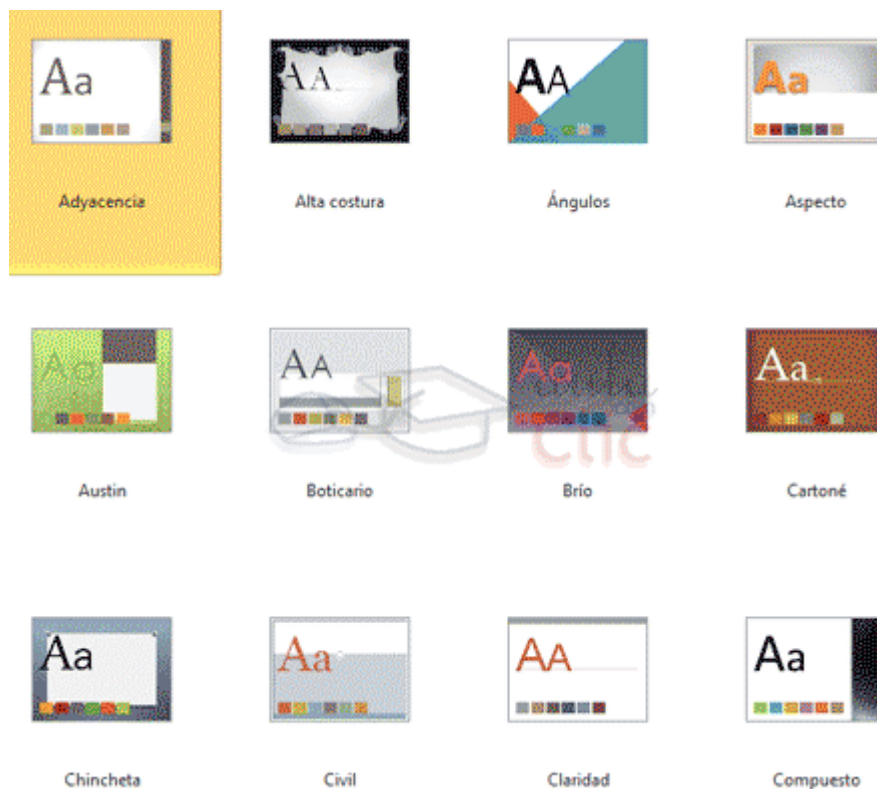 Aa
AA
AA
Aa
Adyacencia
Alta costura
Ángulos
Aspecto
Aa
AA
Aa
Aa
Clic
Austin
Boticario
Brío
Cartoné
Aa
Aa
AA
Aa
Chincheta
Civil
Claridad
Compuesto